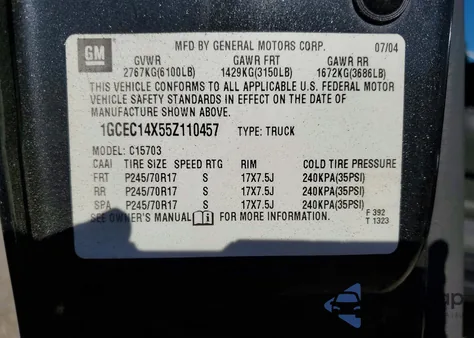 GM
MFD BY GENERAL MOTORS CORP. 07/04
GVWR GAWR FRT GAWR RR
2767KG(6100LB) 1429KG(3150LB) 1672KG(3686LB)
THIS VEHICLE CONFORMS TO ALL APPLICABLE U.S. FEDERAL MOTOR
VEHICLE SAFETY STANDARDS IN EFFECT ON THE DATE OF
MANUFACTURE SHOWN ABOVE.
1GCEC14X55Z110457 TYPE: TRUCK
MODEL: C15703
CAAI TIRE SIZE SPEED RTG RIM COLD TIRE PRESSURE
FRT P245/70R17 S 17X7.5J 240KPA(35PSI)
RR P245/70R17 S 17X7.5J 240KPA(35PSI)
SPA P245/70R17 S 17X7.5J 240KPA(35PSI)
SEE OWNER'S MANUAL i FOR MORE INFORMATION.
F 392
T 1323